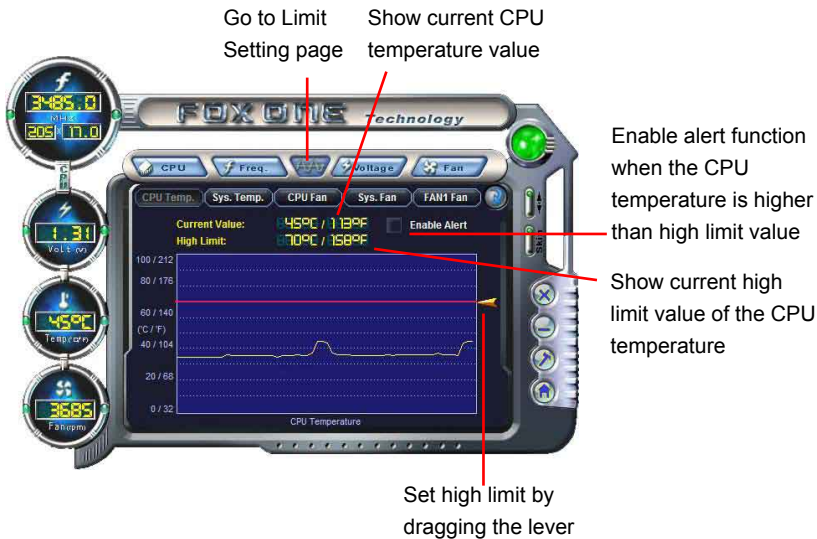 Go to Limit
Setting page
Show current CPU
temperature value
3485.0
MHz
205 × 17.0
CPU
FOX ONE Technology
CPU
Freq.
Voltage
Fan
CPU Temp.
Sys. Temp.
CPU Fan
Sys. Fan
FAN1 Fan
?
Current Value: 45°C / 113°F
Enable Alert
High Limit: 70°C / 158°F
Skin
1.31
Volt (V)
45°C
3685
Fan(rpm)
100 / 212
80 / 176
60 / 140
(°C / °F)
40 / 104
20 / 68
0 / 32
CPU Temperature
Enable alert function
when the CPU
temperature is higher
than high limit value
Show current high
limit value of the CPU
temperature
Set high limit by
dragging the lever